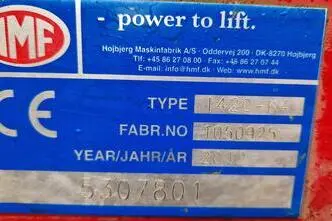 HMF
- power to lift.
Højbjerg Maskinfabrik A/S · Oddervej 200 · DK-8270 Højbjerg
Tlf +45 86 27 08 00 · Fax +45 86 27 07 44
E-mail: info@hmf.dk · Web: www.hmf.dk
CE
TYPE
FABR.NO 1050925
YEAR/JAHR/ÅR
5307801